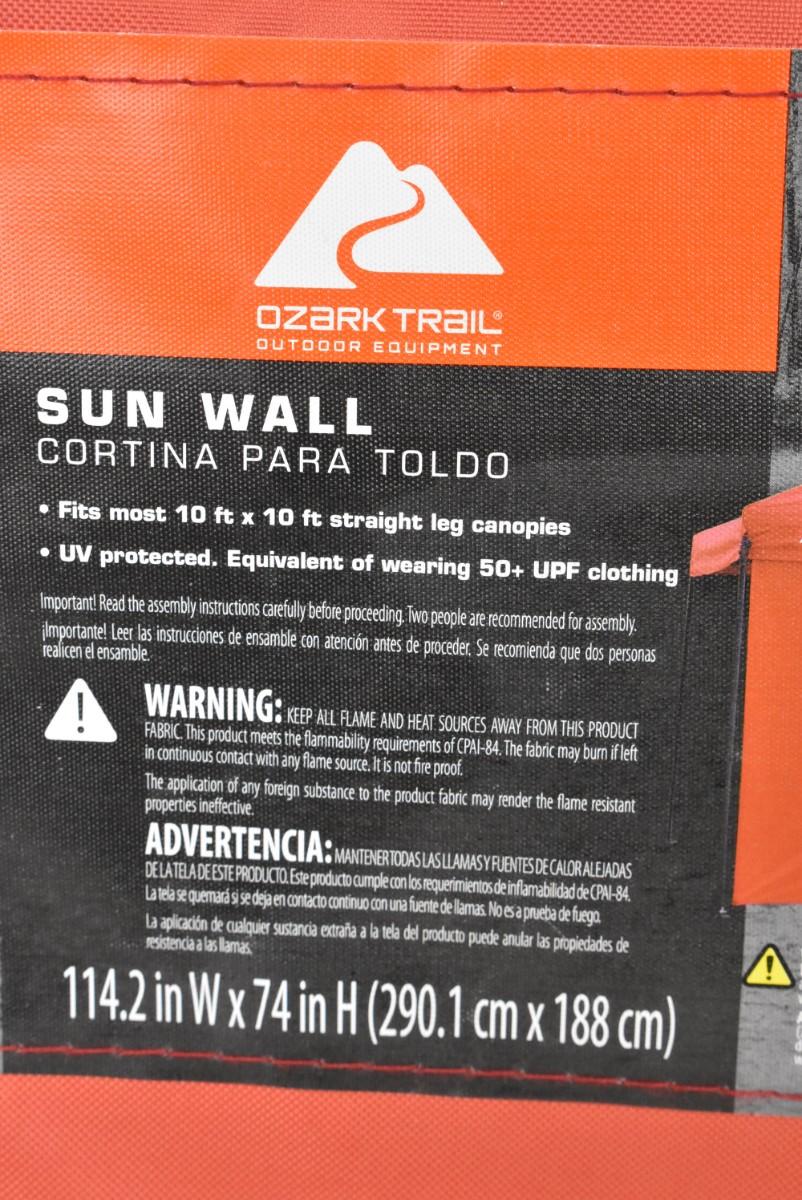 OZARK TRAIL®
OUTDOOR EQUIPMENT
SUN WALL
CORTINA PARA TOLDO
• Fits most 10 ft x 10 ft straight leg canopies
• UV protected. Equivalent of wearing 50+ UPF clothing
Important! Read the assembly instructions carefully before proceeding. Two people are recommended for assembly.
¡Importante! Leer las instrucciones de ensamble con atención antes de proceder. Se recomienda que dos personas
realicen el ensamble.
WARNING: KEEP ALL FLAME AND HEAT SOURCES AWAY FROM THIS PRODUCT
FABRIC. This product meets the flammability requirements of CPAI-84. The fabric may burn if left
in continuous contact with any flame source. It is not fire proof.
The application of any foreign substance to the product fabric may render the flame resistant
properties ineffective.
ADVERTENCIA: MANTENER TODAS LAS LLAMAS Y FUENTES DE CALOR ALEJADAS
DE LA TELA DE ESTE PRODUCTO. Este producto cumple con los requerimientos de inflamabilidad de CPAI-84.
La tela se quemará si se deja en contacto continuo con una fuente de llamas. No es a prueba de fuego.
La aplicación de cualquier sustancia extraña a la tela del producto puede anular las propiedades de
resistencia a las llamas.
114.2 in W x 74 in H (290.1 cm x 188 cm)